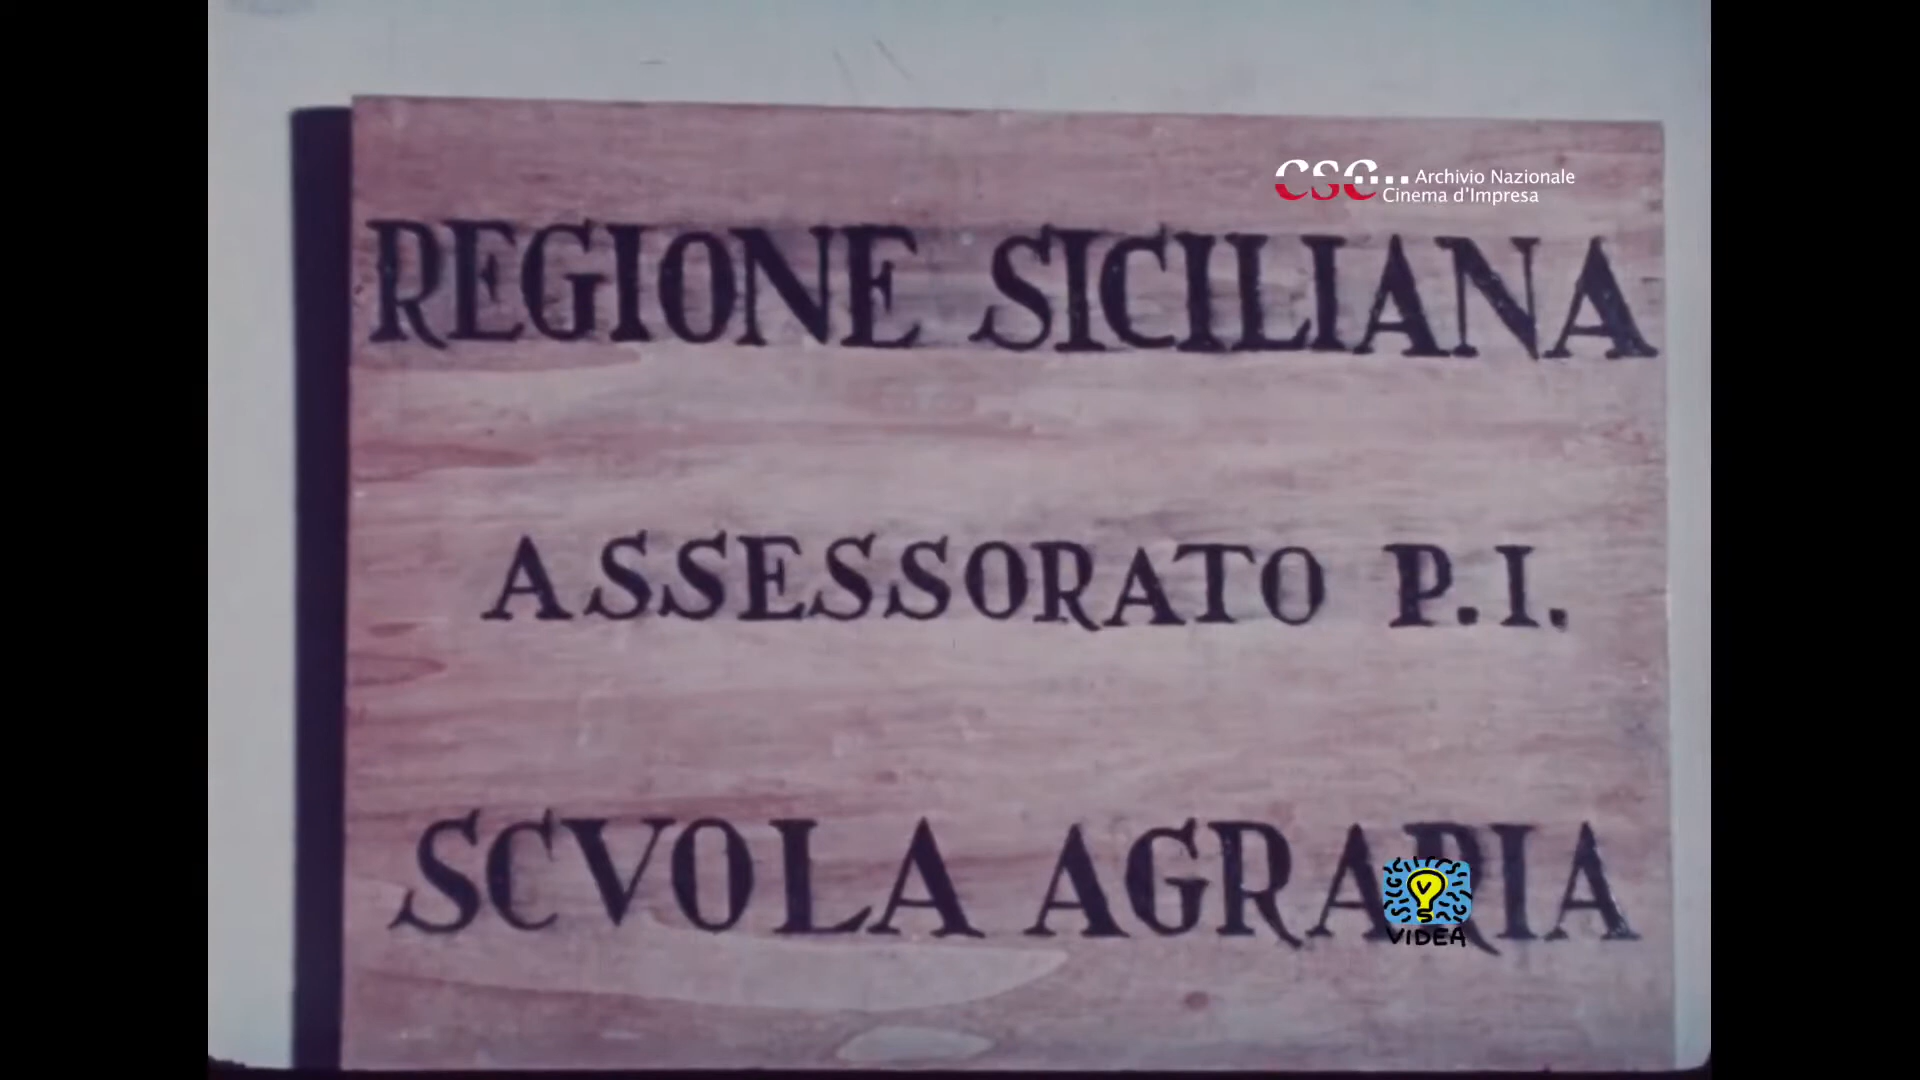 CSC... Archivio Nazionale
Cinema d'Impresa
REGIONE SICILIANA
ASSESSORATO P.I.
SCVOLA AGRARIA
VIDEA